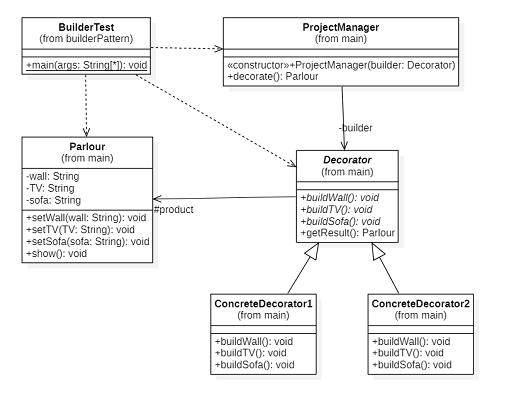 BuilderTest
(from builderPattern)
+main(args: String[*]): void
ProjectManager
(from main)
«constructor»+ProjectManager(builder: Decorator)
+decorate(): Parlour
-builder
Parlour
(from main)
-wall: String
-TV: String
-sofa: String
+setWall(wall: String): void
+setTV(TV: String): void
+setSofa(sofa: String): void
+show(): void
#product
Decorator
(from main)
+buildWall(): void
+buildTV(): void
+buildSofa(): void
+getResult(): Parlour
ConcreteDecorator1
(from main)
+buildWall(): void
+buildTV(): void
+buildSofa(): void
ConcreteDecorator2
(from main)
+buildWall(): void
+buildTV(): void
+buildSofa(): void